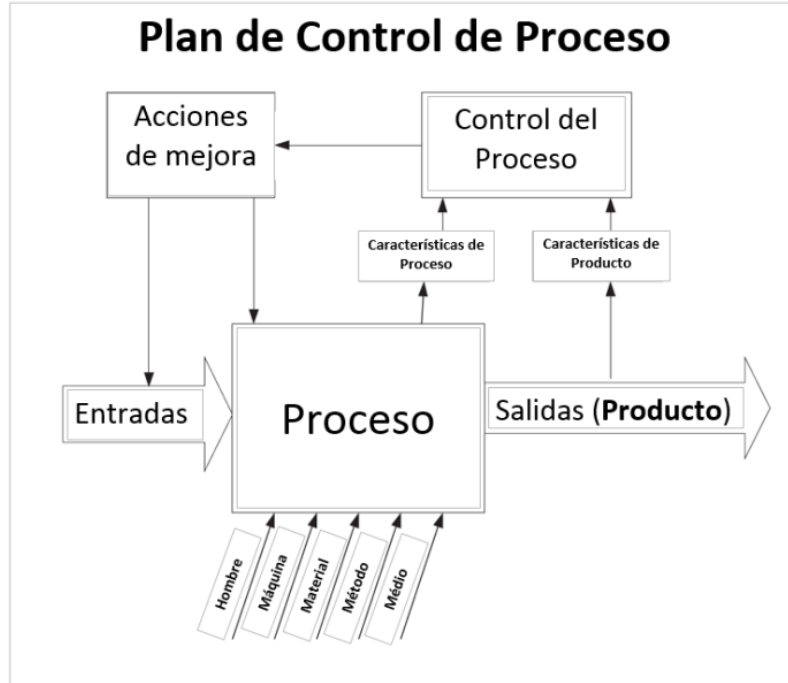 Plan de Control de Proceso
Acciones
de mejora
Control del
Proceso
Características de
Proceso
Características de
Producto
Entradas
Proceso
Salidas (Producto)
Hombre
Máquina
Material
Método
Médio